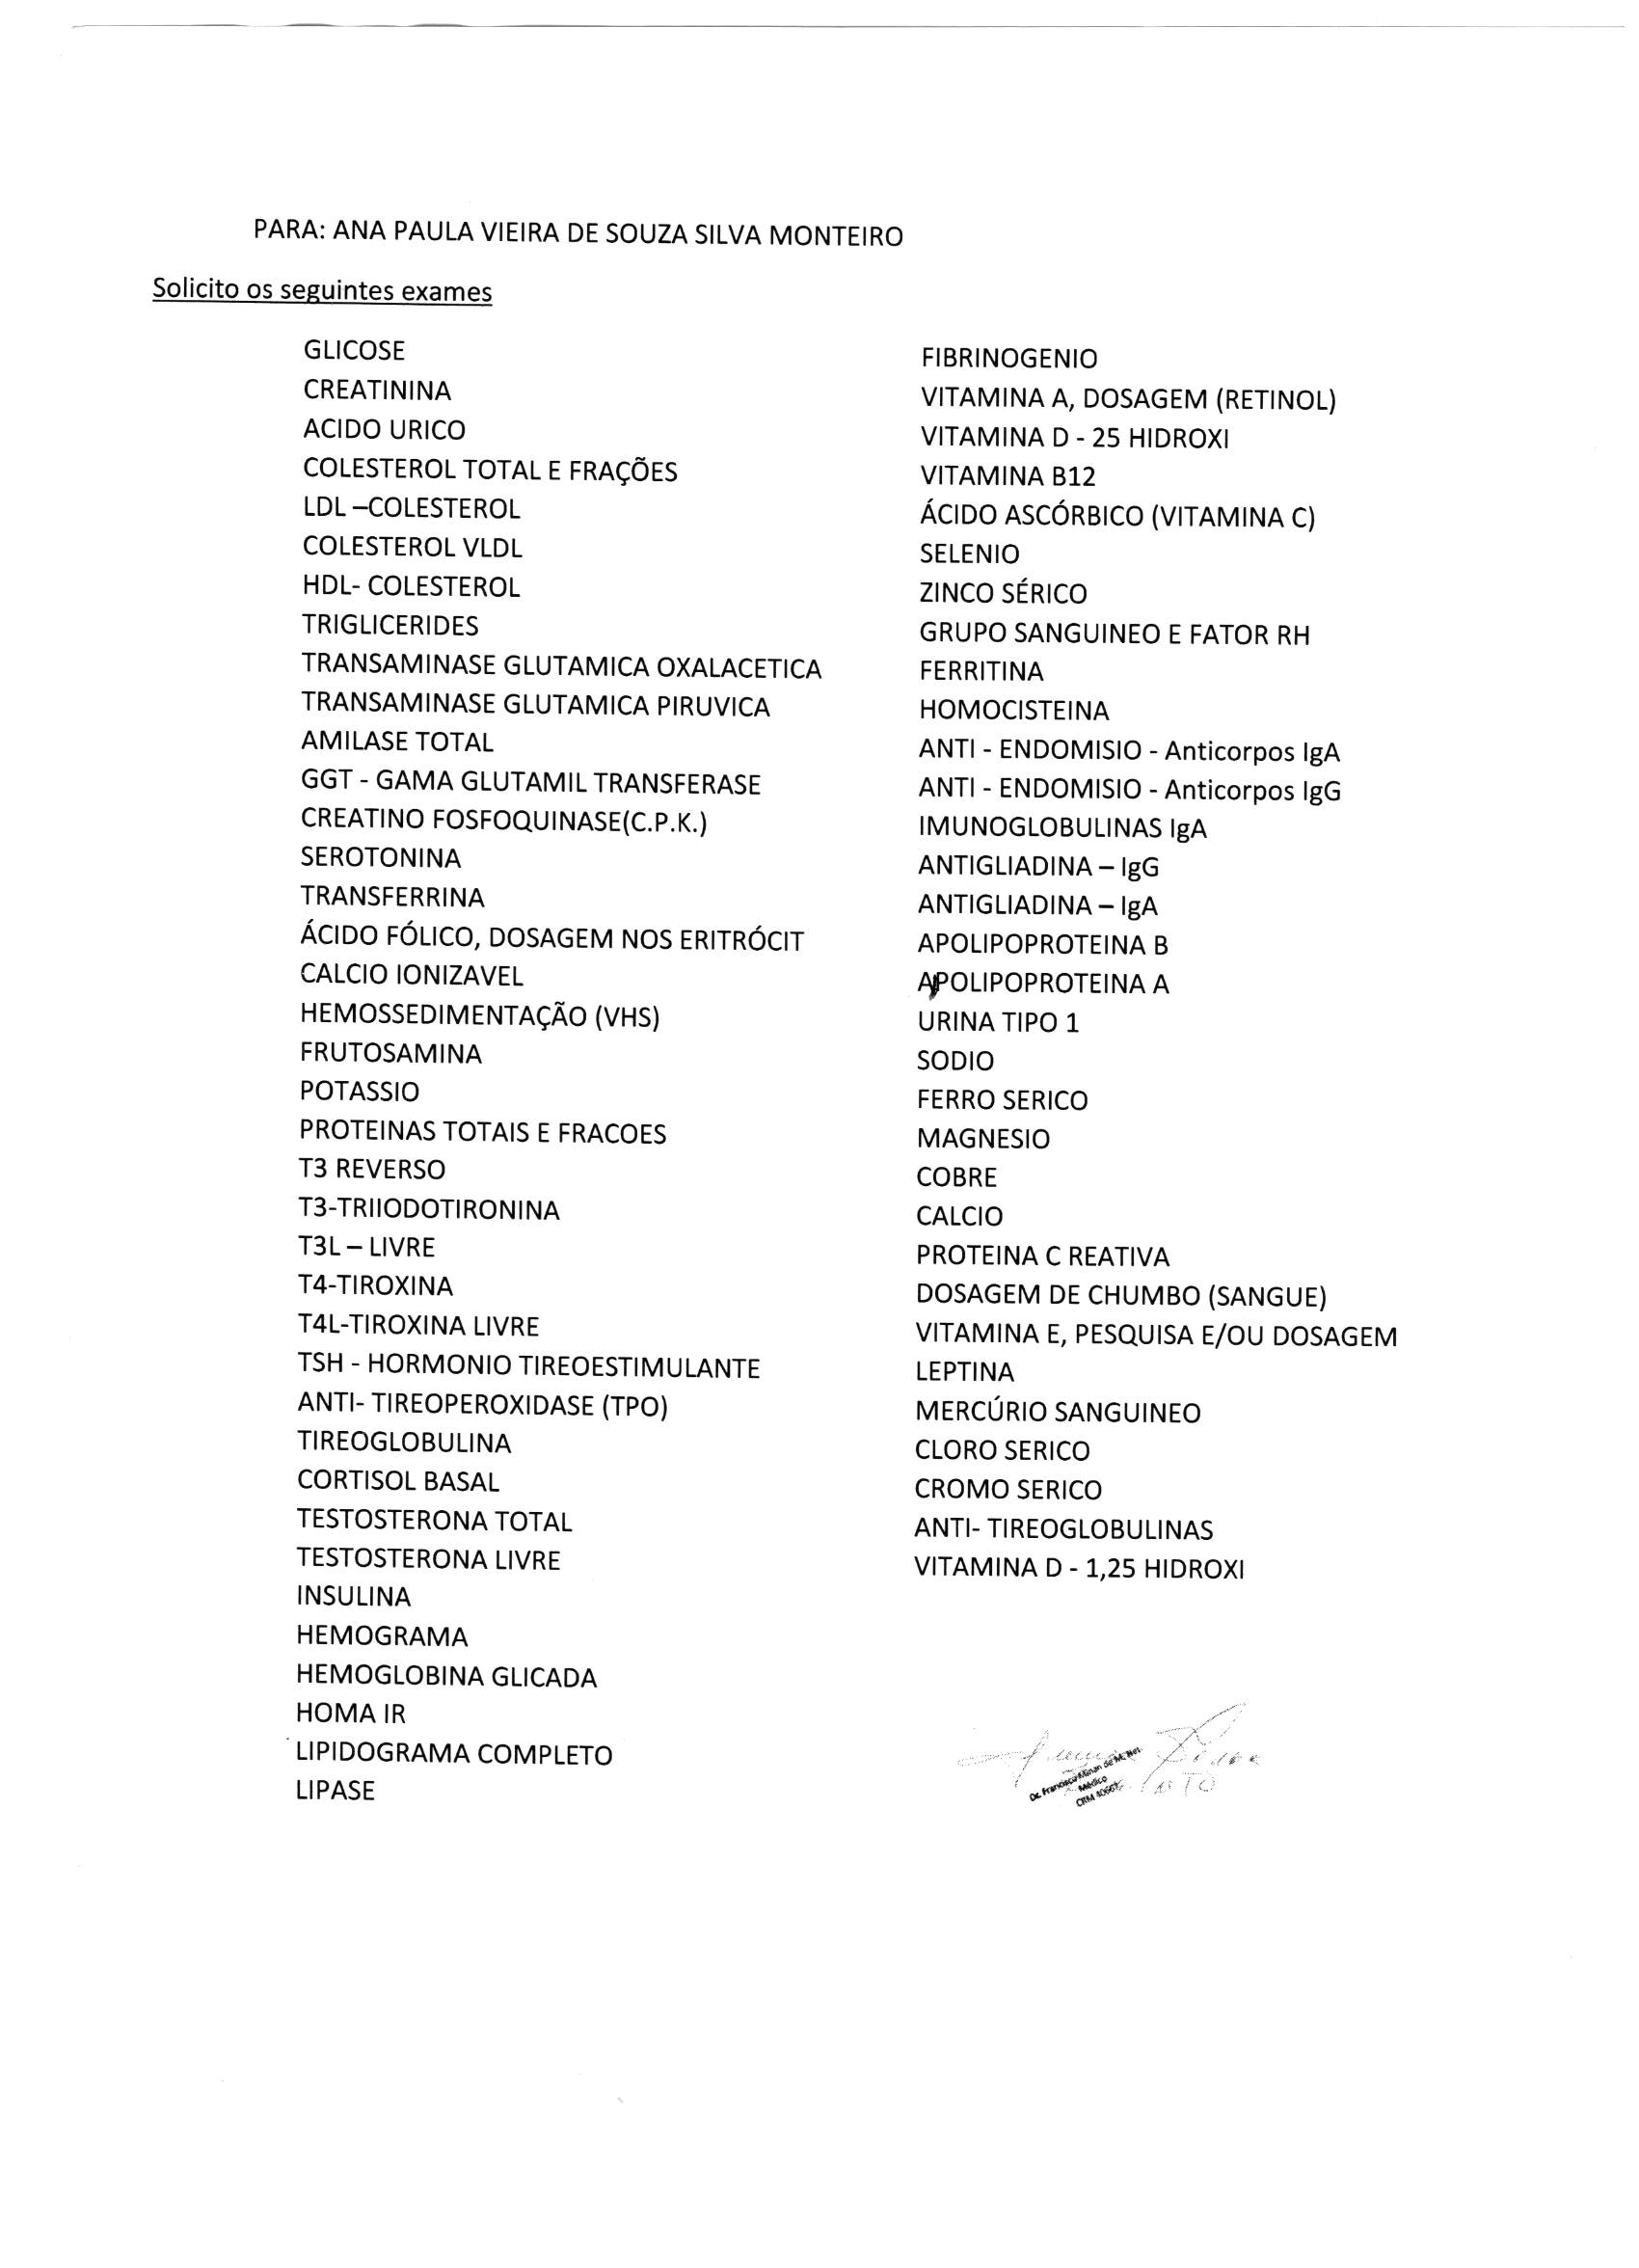 PARA: ANA PAULA VIEIRA DE SOUZA SILVA MONTEIRO
Solicito os seguintes exames
GLICOSE
CREATININA
ACIDO URICO
COLESTEROL TOTAL E FRAÇÕES
LDL –COLESTEROL
COLESTEROL VLDL
HDL- COLESTEROL
TRIGLICERIDES
TRANSAMINASE GLUTAMICA OXALACETICA
TRANSAMINASE GLUTAMICA PIRUVICA
AMILASE TOTAL
GGT - GAMA GLUTAMIL TRANSFERASE
CREATINO FOSFOQUINASE(C.P.K.)
SEROTONINA
TRANSFERRINA
ÁCIDO FÓLICO, DOSAGEM NOS ERITRÓCIT
CALCIO IONIZAVEL
HEMOSSEDIMENTAÇÃO (VHS)
FRUTOSAMINA
POTASSIO
PROTEINAS TOTAIS E FRACOES
T3 REVERSO
T3-TRIIODOTIRONINA
T3L – LIVRE
T4-TIROXINA
T4L-TIROXINA LIVRE
TSH - HORMONIO TIREOESTIMULANTE
ANTI- TIREOPEROXIDASE (TPO)
TIREOGLOBULINA
CORTISOL BASAL
TESTOSTERONA TOTAL
TESTOSTERONA LIVRE
INSULINA
HEMOGRAMA
HEMOGLOBINA GLICADA
HOMA IR
LIPIDOGRAMA COMPLETO
LIPASE
FIBRINOGENIO
VITAMINA A, DOSAGEM (RETINOL)
VITAMINA D - 25 HIDROXI
VITAMINA B12
ÁCIDO ASCÓRBICO (VITAMINA C)
SELENIO
ZINCO SÉRICO
GRUPO SANGUINEO E FATOR RH
FERRITINA
HOMOCISTEINA
ANTI - ENDOMISIO - Anticorpos IgA
ANTI - ENDOMISIO - Anticorpos IgG
IMUNOGLOBULINAS IgA
ANTIGLIADINA – IgG
ANTIGLIADINA – IgA
APOLIPOPROTEINA B
APOLIPOPROTEINA A
URINA TIPO 1
SODIO
FERRO SERICO
MAGNESIO
COBRE
CALCIO
PROTEINA C REATIVA
DOSAGEM DE CHUMBO (SANGUE)
VITAMINA E, PESQUISA E/OU DOSAGEM
LEPTINA
MERCÚRIO SANGUINEO
CLORO SERICO
CROMO SERICO
ANTI- TIREOGLOBULINAS
VITAMINA D - 1,25 HIDROXI
Dr. Francisco de M.
Médico
CRM